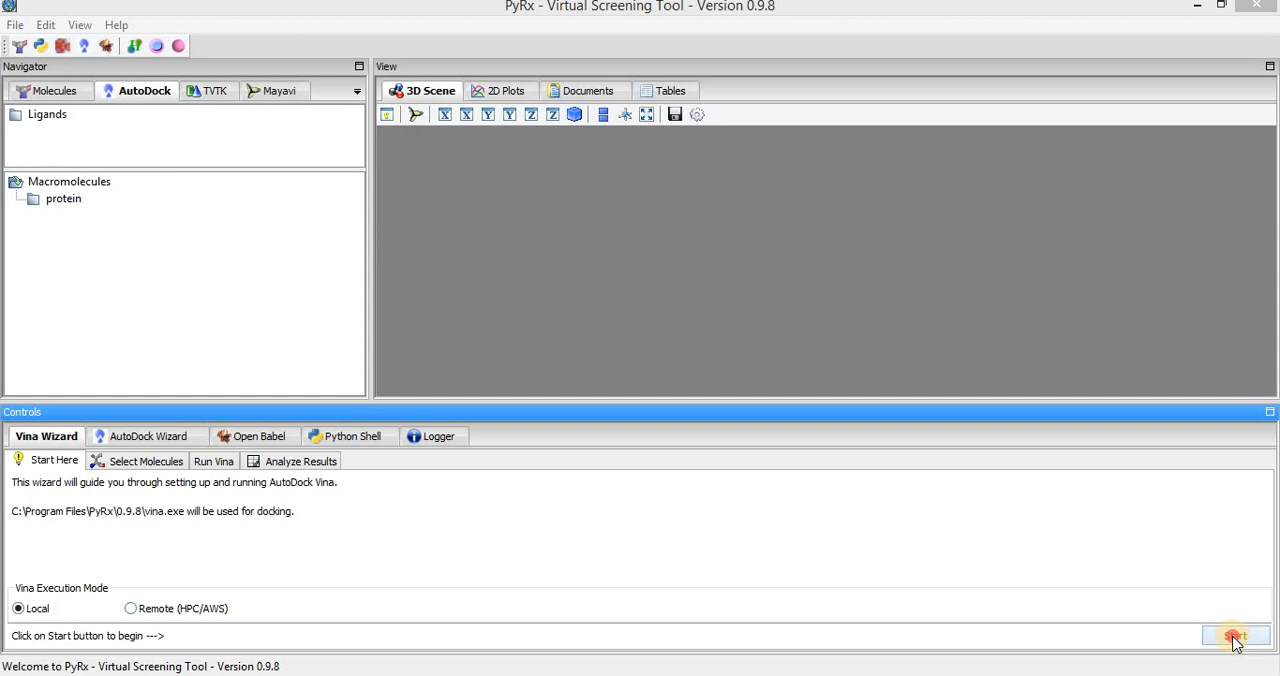 PyRx - Virtual Screening Tool - Version 0.9.8
File Edit View Help
Navigator
View
Molecules AutoDock TVTK Mayavi
3D Scene 2D Plots Documents Tables
X X Y Y Z Z
Ligands
Macromolecules
protein
Controls
Vina Wizard AutoDock Wizard Open Babel Python Shell Logger
Start Here Select Molecules Run Vina Analyze Results
This wizard will guide you through setting up and running AutoDock Vina.
C:\Program Files\PyRx\0.9.8\vina.exe will be used for docking.
Vina Execution Mode
Local Remote (HPC/AWS)
Click on Start button to begin --->
Start
Welcome to PyRx - Virtual Screening Tool - Version 0.9.8